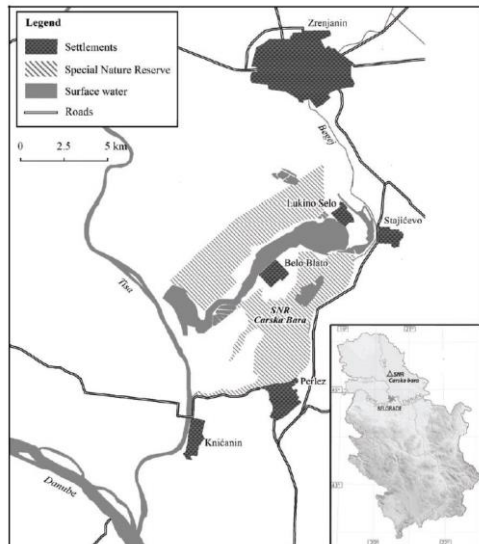 Legend
Settlements
Special Nature Reserve
Surface water
Roads
0 2.5 5 km
Zrenjanin
Begej
Lukino Selo
Stajićevo
Tisa
Belo Blato
SNR
Carska Bara
Perlez
Knićanin
Danube
SNR
Carska Bara
BELGRADE